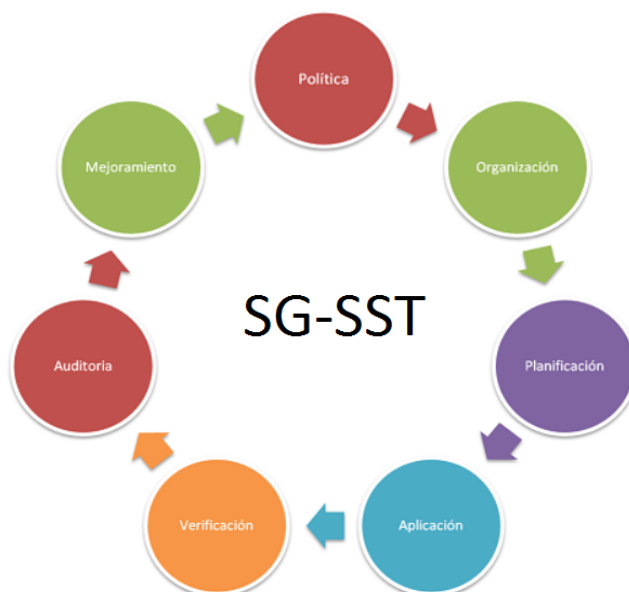 Política
Organización
Planificación
Aplicación
Verificación
Auditoria
Mejoramiento
SG-SST